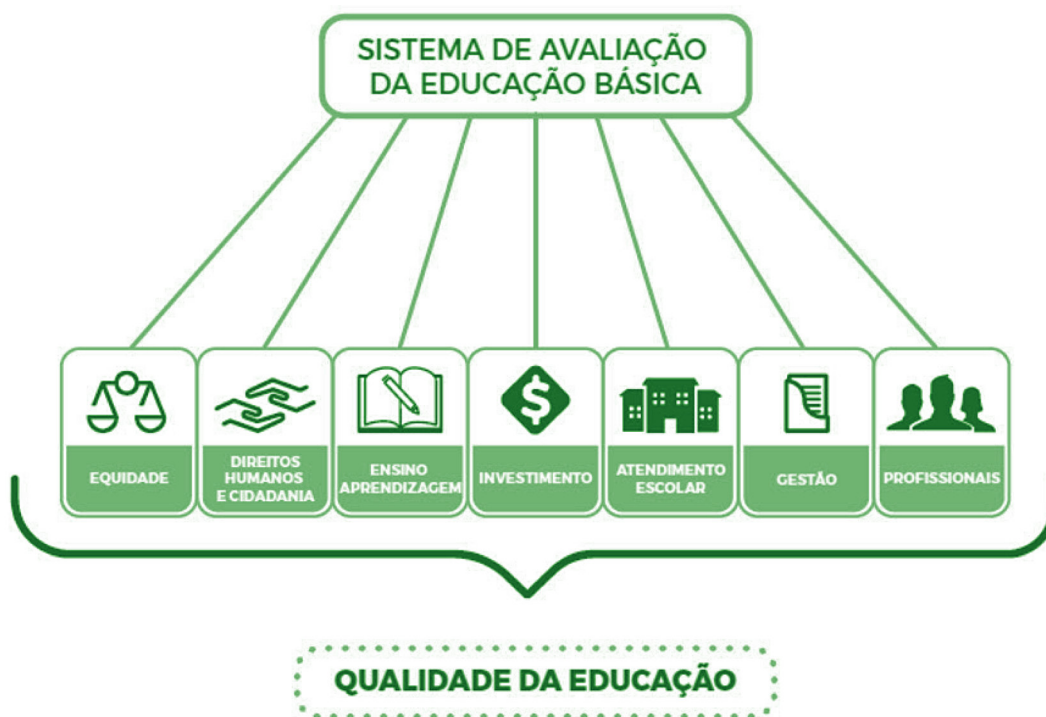 SISTEMA DE AVALIAÇÃO
DA EDUCAÇÃO BÁSICA
EQUIDADE
DIREITOS
HUMANOS
E CIDADANIA
ENSINO
APRENDIZAGEM
INVESTIMENTO
ATENDIMENTO
ESCOLAR
GESTÃO
PROFISSIONAIS
QUALIDADE DA EDUCAÇÃO